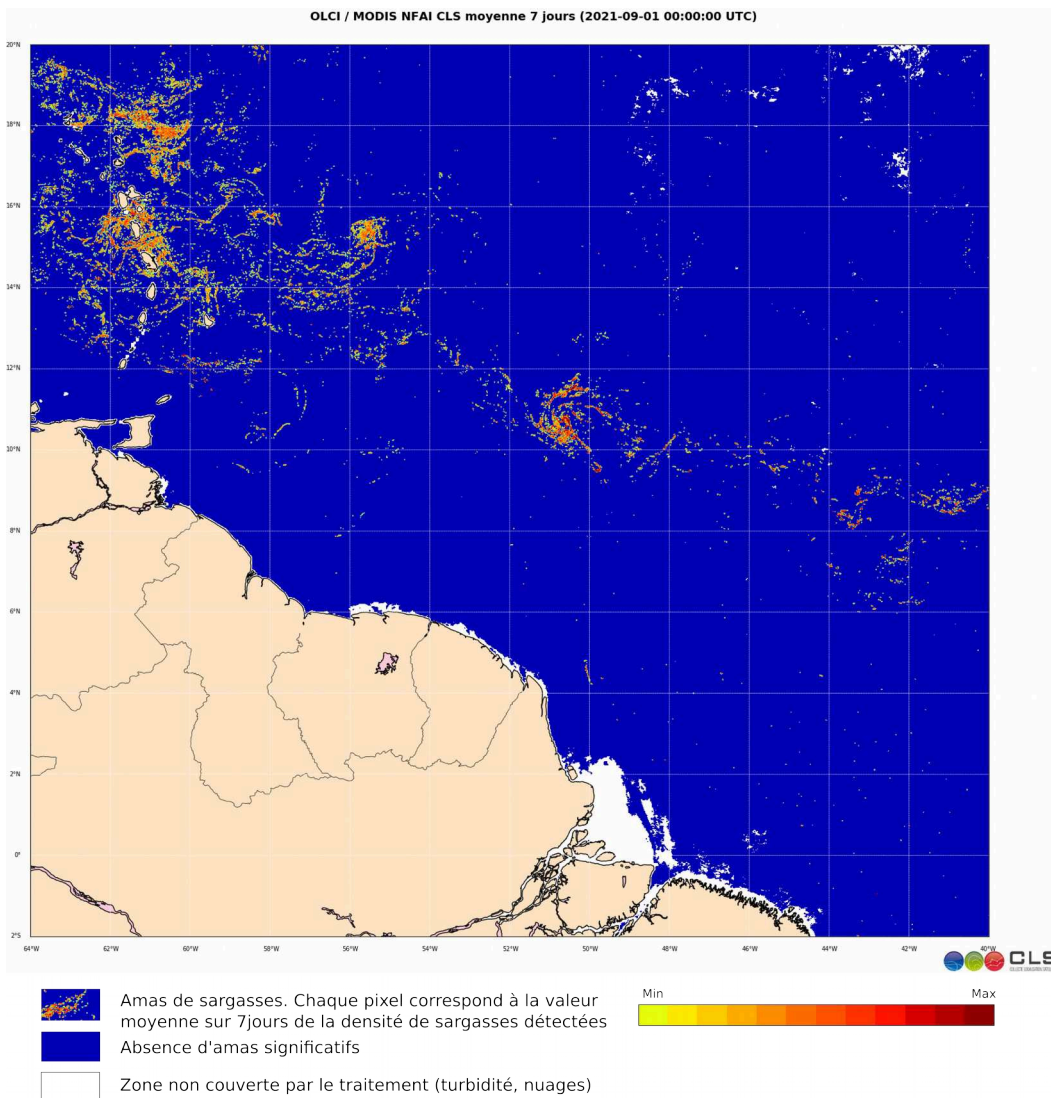 OLCI / MODIS NFAI CLS moyenne 7 jours (2021-09-01 00:00:00 UTC)
20°N
18°N
16°N
14°N
12°N
10°N
8°N
6°N
4°N
2°N
0°
2°S
64°W 62°W 60°W 58°W 56°W 54°W 52°W 50°W 48°W 46°W 44°W 42°W 40°W
CLS
Amas de sargasses. Chaque pixel correspond à la valeur
moyenne sur 7jours de la densité de sargasses détectées
Min Max
Absence d'amas significatifs
Zone non couverte par le traitement (turbidité, nuages)